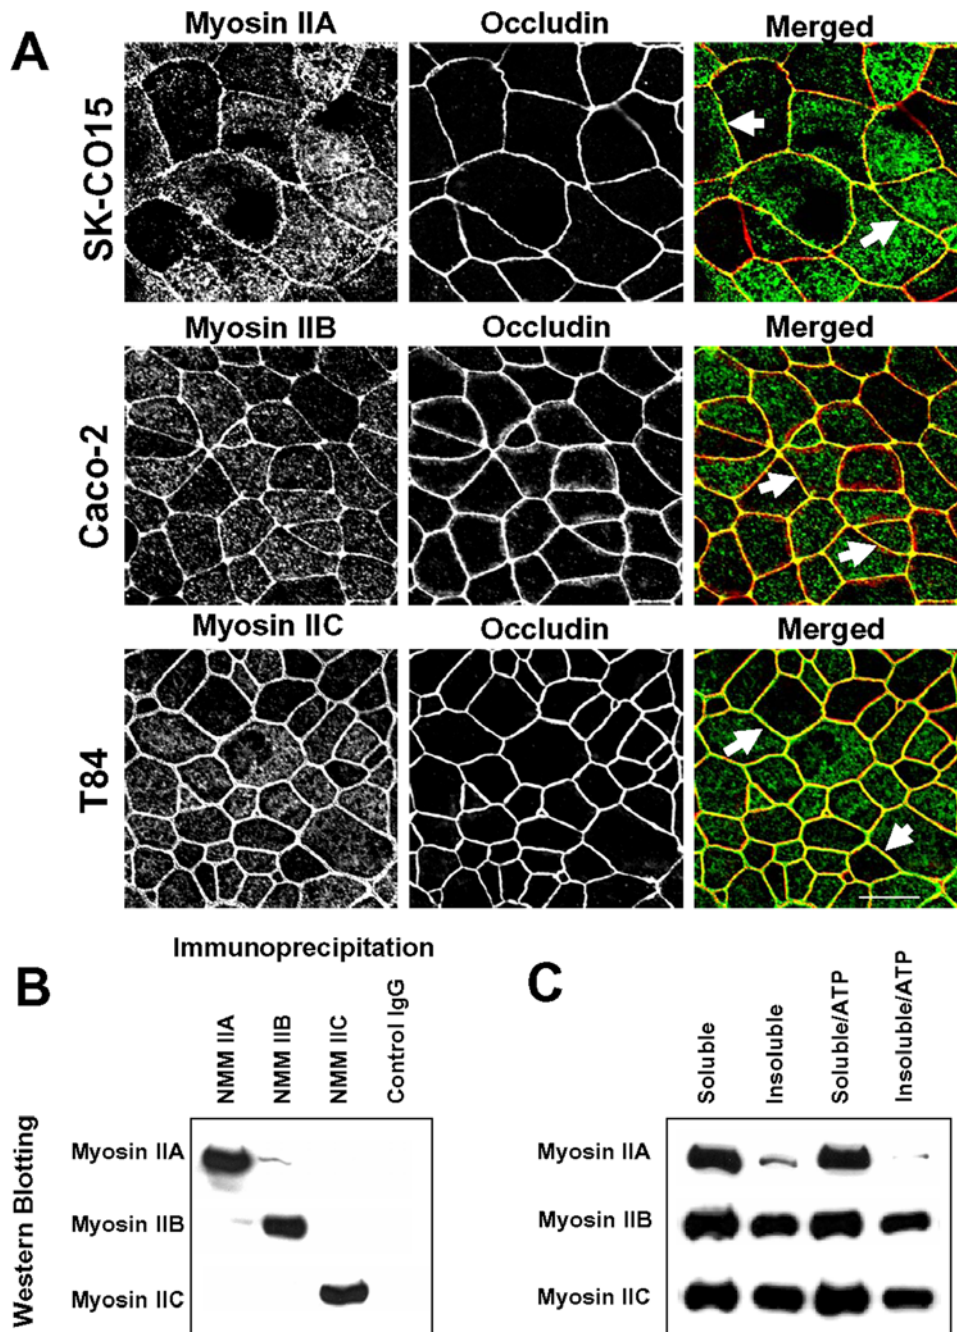 A
Myosin IIA
Occludin
Merged
SK-CO15
Myosin IIB
Occludin
Merged
Caco-2
Myosin IIC
Occludin
Merged
T84
B
Immunoprecipitation
NMM IIA
NMM IIB
NMM IIC
Control IgG
Western Blotting
Myosin IIA
Myosin IIB
Myosin IIC
C
Soluble
Insoluble
Soluble/ATP
Insoluble/ATP
Myosin IIA
Myosin IIB
Myosin IIC